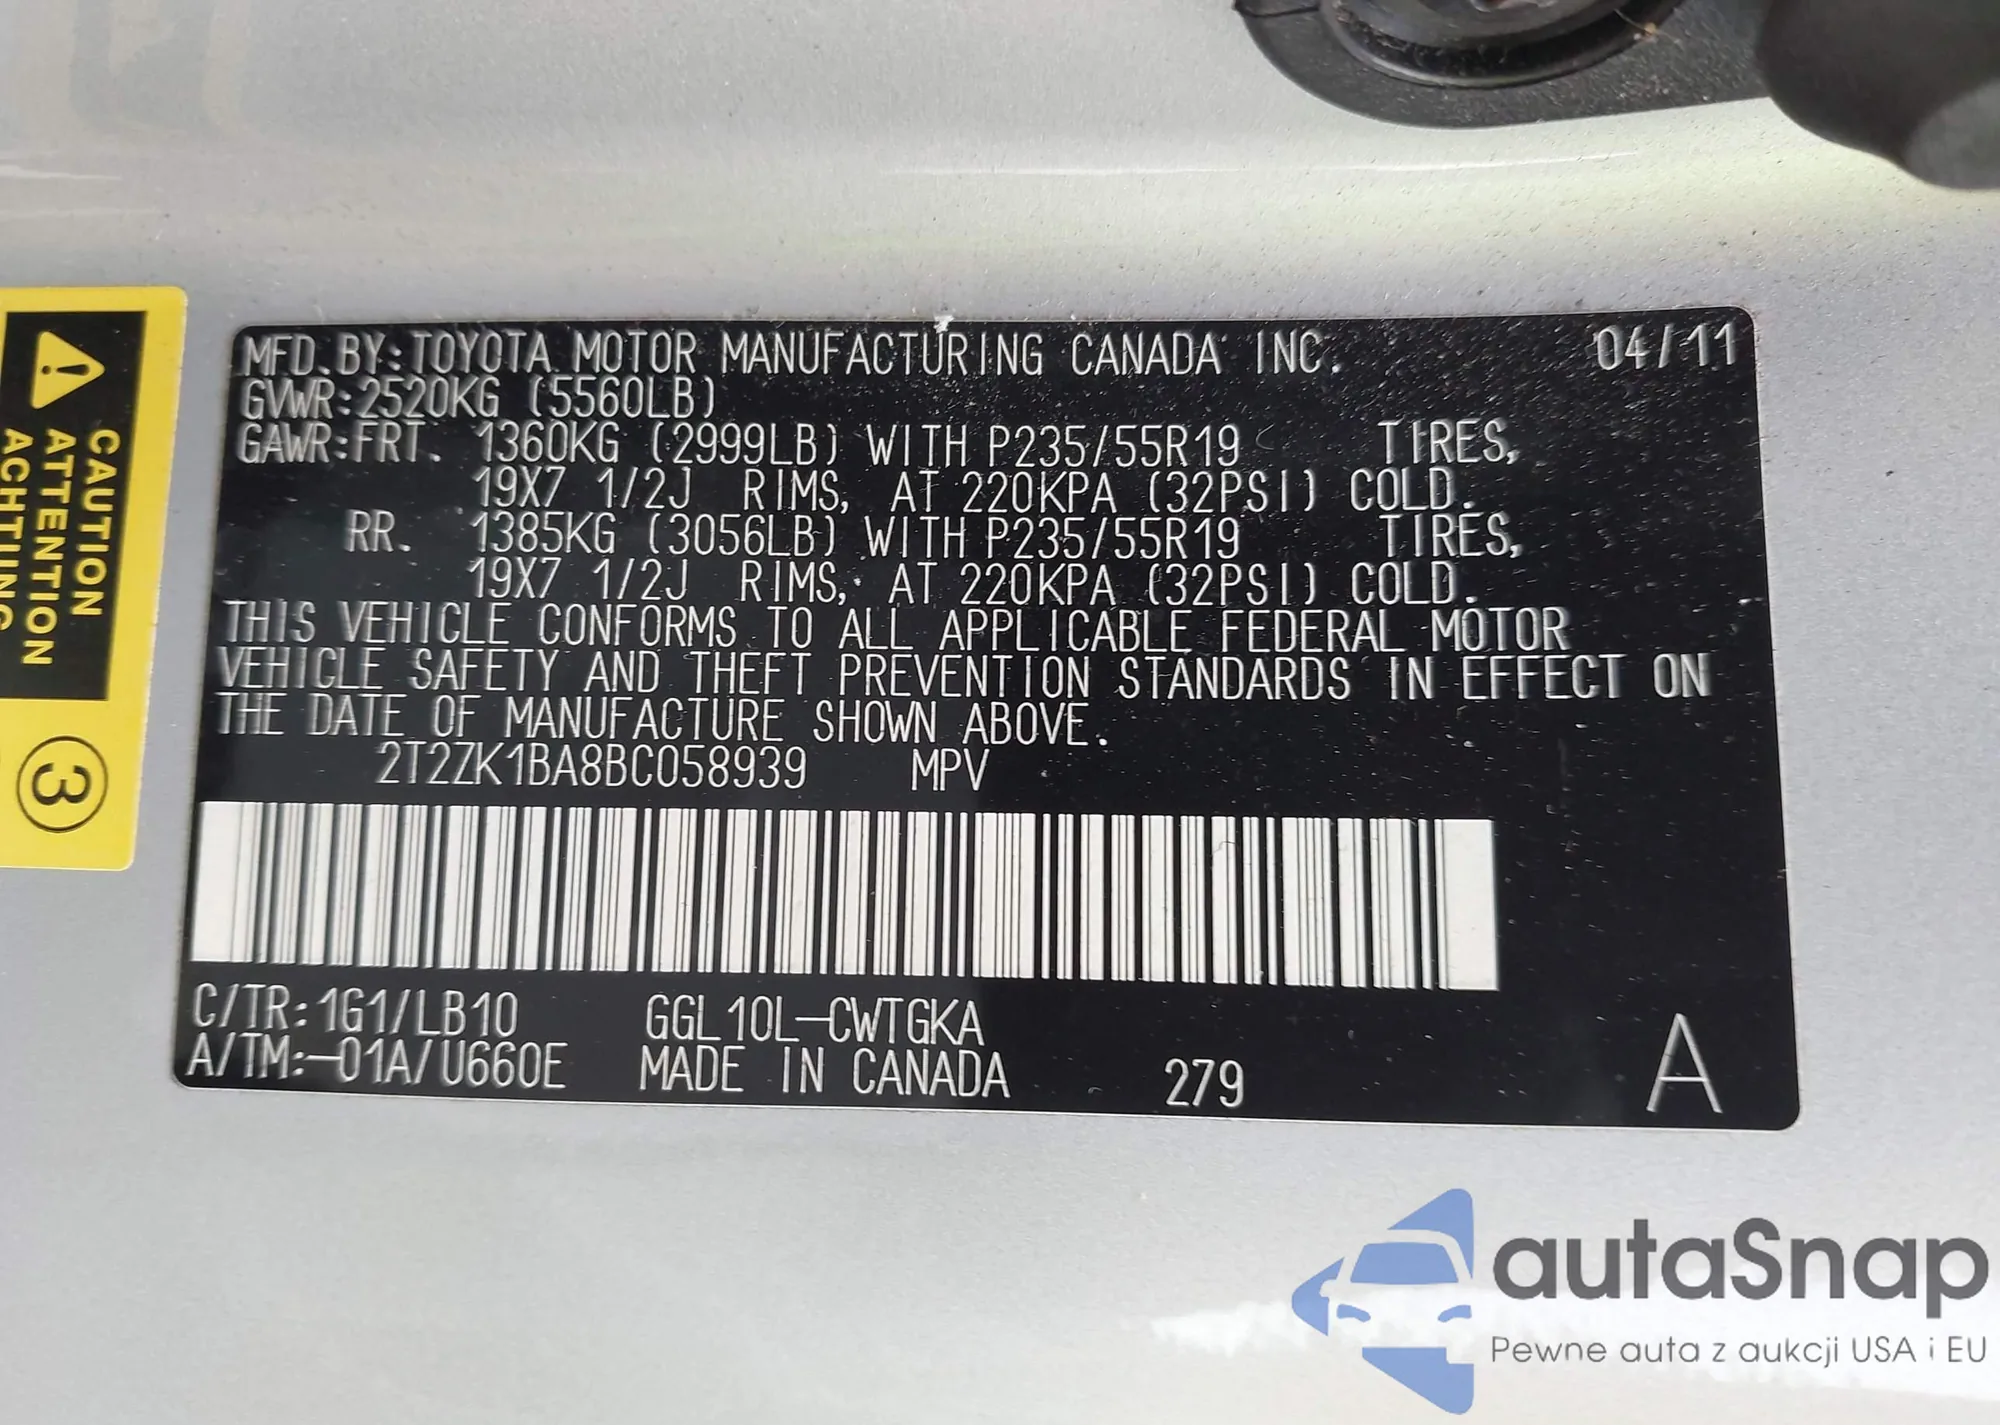 MFD.BY:TOYOTA MOTOR MANUFACTURING CANADA INC. 04/11
GVWR:2520KG (5560LB)
GAWR:FRT. 1360KG (2999LB) WITH P235/55R19 TIRES,
19X7 1/2J RIMS, AT 220KPA (32PSI) COLD.
RR. 1385KG (3056LB) WITH P235/55R19 TIRES,
19X7 1/2J RIMS, AT 220KPA (32PSI) COLD.
THIS VEHICLE CONFORMS TO ALL APPLICABLE FEDERAL MOTOR
VEHICLE SAFETY AND THEFT PREVENTION STANDARDS IN EFFECT ON
THE DATE OF MANUFACTURE SHOWN ABOVE.
2T2ZK1BA8BC058939 MPV
C/TR:1G1/LB10 GGL10L-CWTGKA
A/TM:-01A/U660E MADE IN CANADA 279 A
CAUTION
ATTENTION
ACHTUNG
3
autaSnap
Pewne auta z aukcji USA i EU